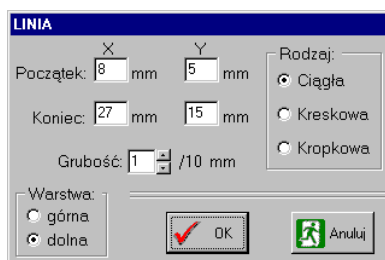 LINIA
X Y
Początek: 8 mm 5 mm
Koniec: 27 mm 15 mm
Grubość: 1 /10 mm
Rodzaj:
Ciągła
Kreskowa
Kropkowa
Warstwa:
górna
dolna
OK
Anuluj